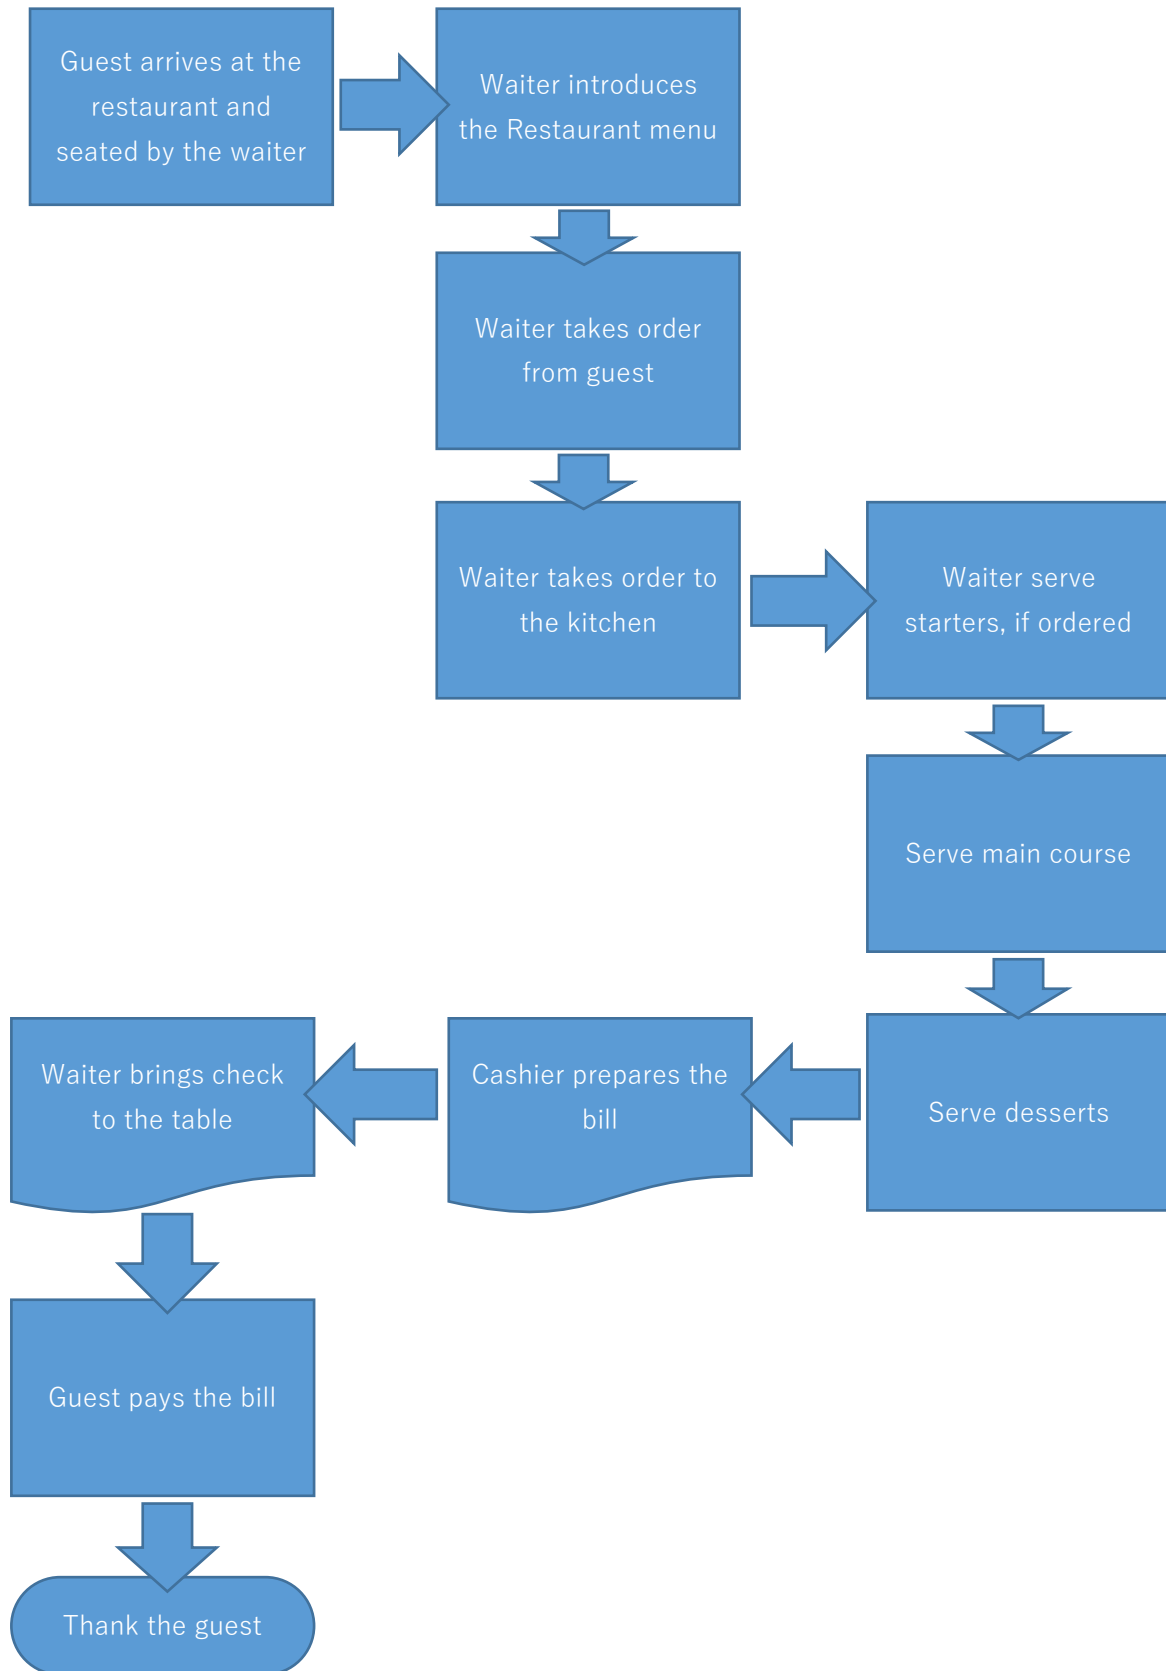 Guest arrives at the
restaurant and
seated by the waiter
Waiter introduces
the Restaurant menu
Waiter takes order
from guest
Waiter takes order to
the kitchen
Waiter serve
starters, if ordered
Serve main course
Serve desserts
Cashier prepares the
bill
Waiter brings check
to the table
Guest pays the bill
Thank the guest